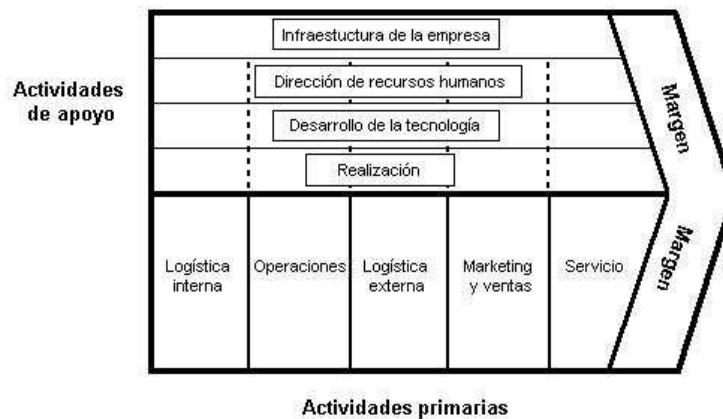 Infraestuctura de la empresa
Actividades
de apoyo
Dirección de recursos humanos
Desarrollo de la tecnología
Realización
Margen
Margen
Logística
interna
Operaciones
Logística
externa
Marketing
y ventas
Servicio
Actividades primarias